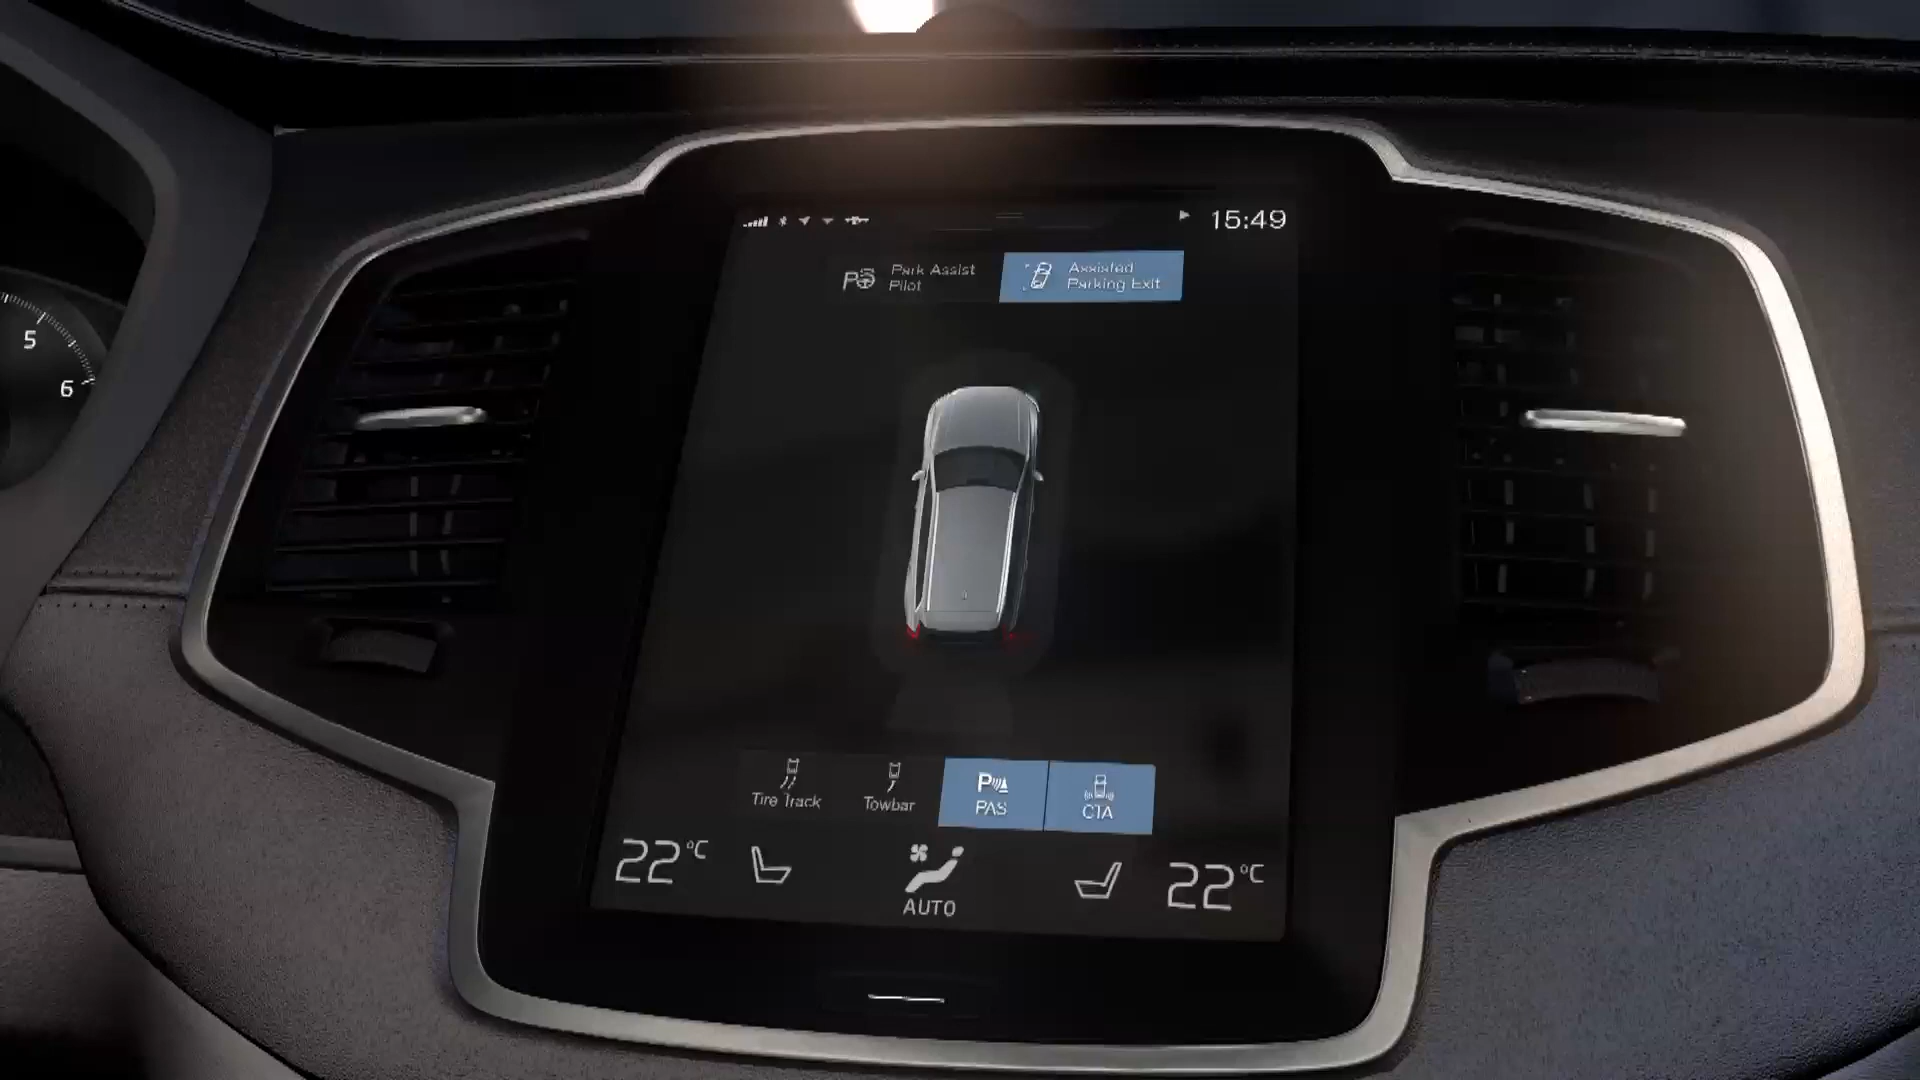 15:49
Park Assist
Pilot
Assisted
Parking Exit
5
6
Tire Track
Towbar
PAS
CTA
22°C
AUTO
22°C